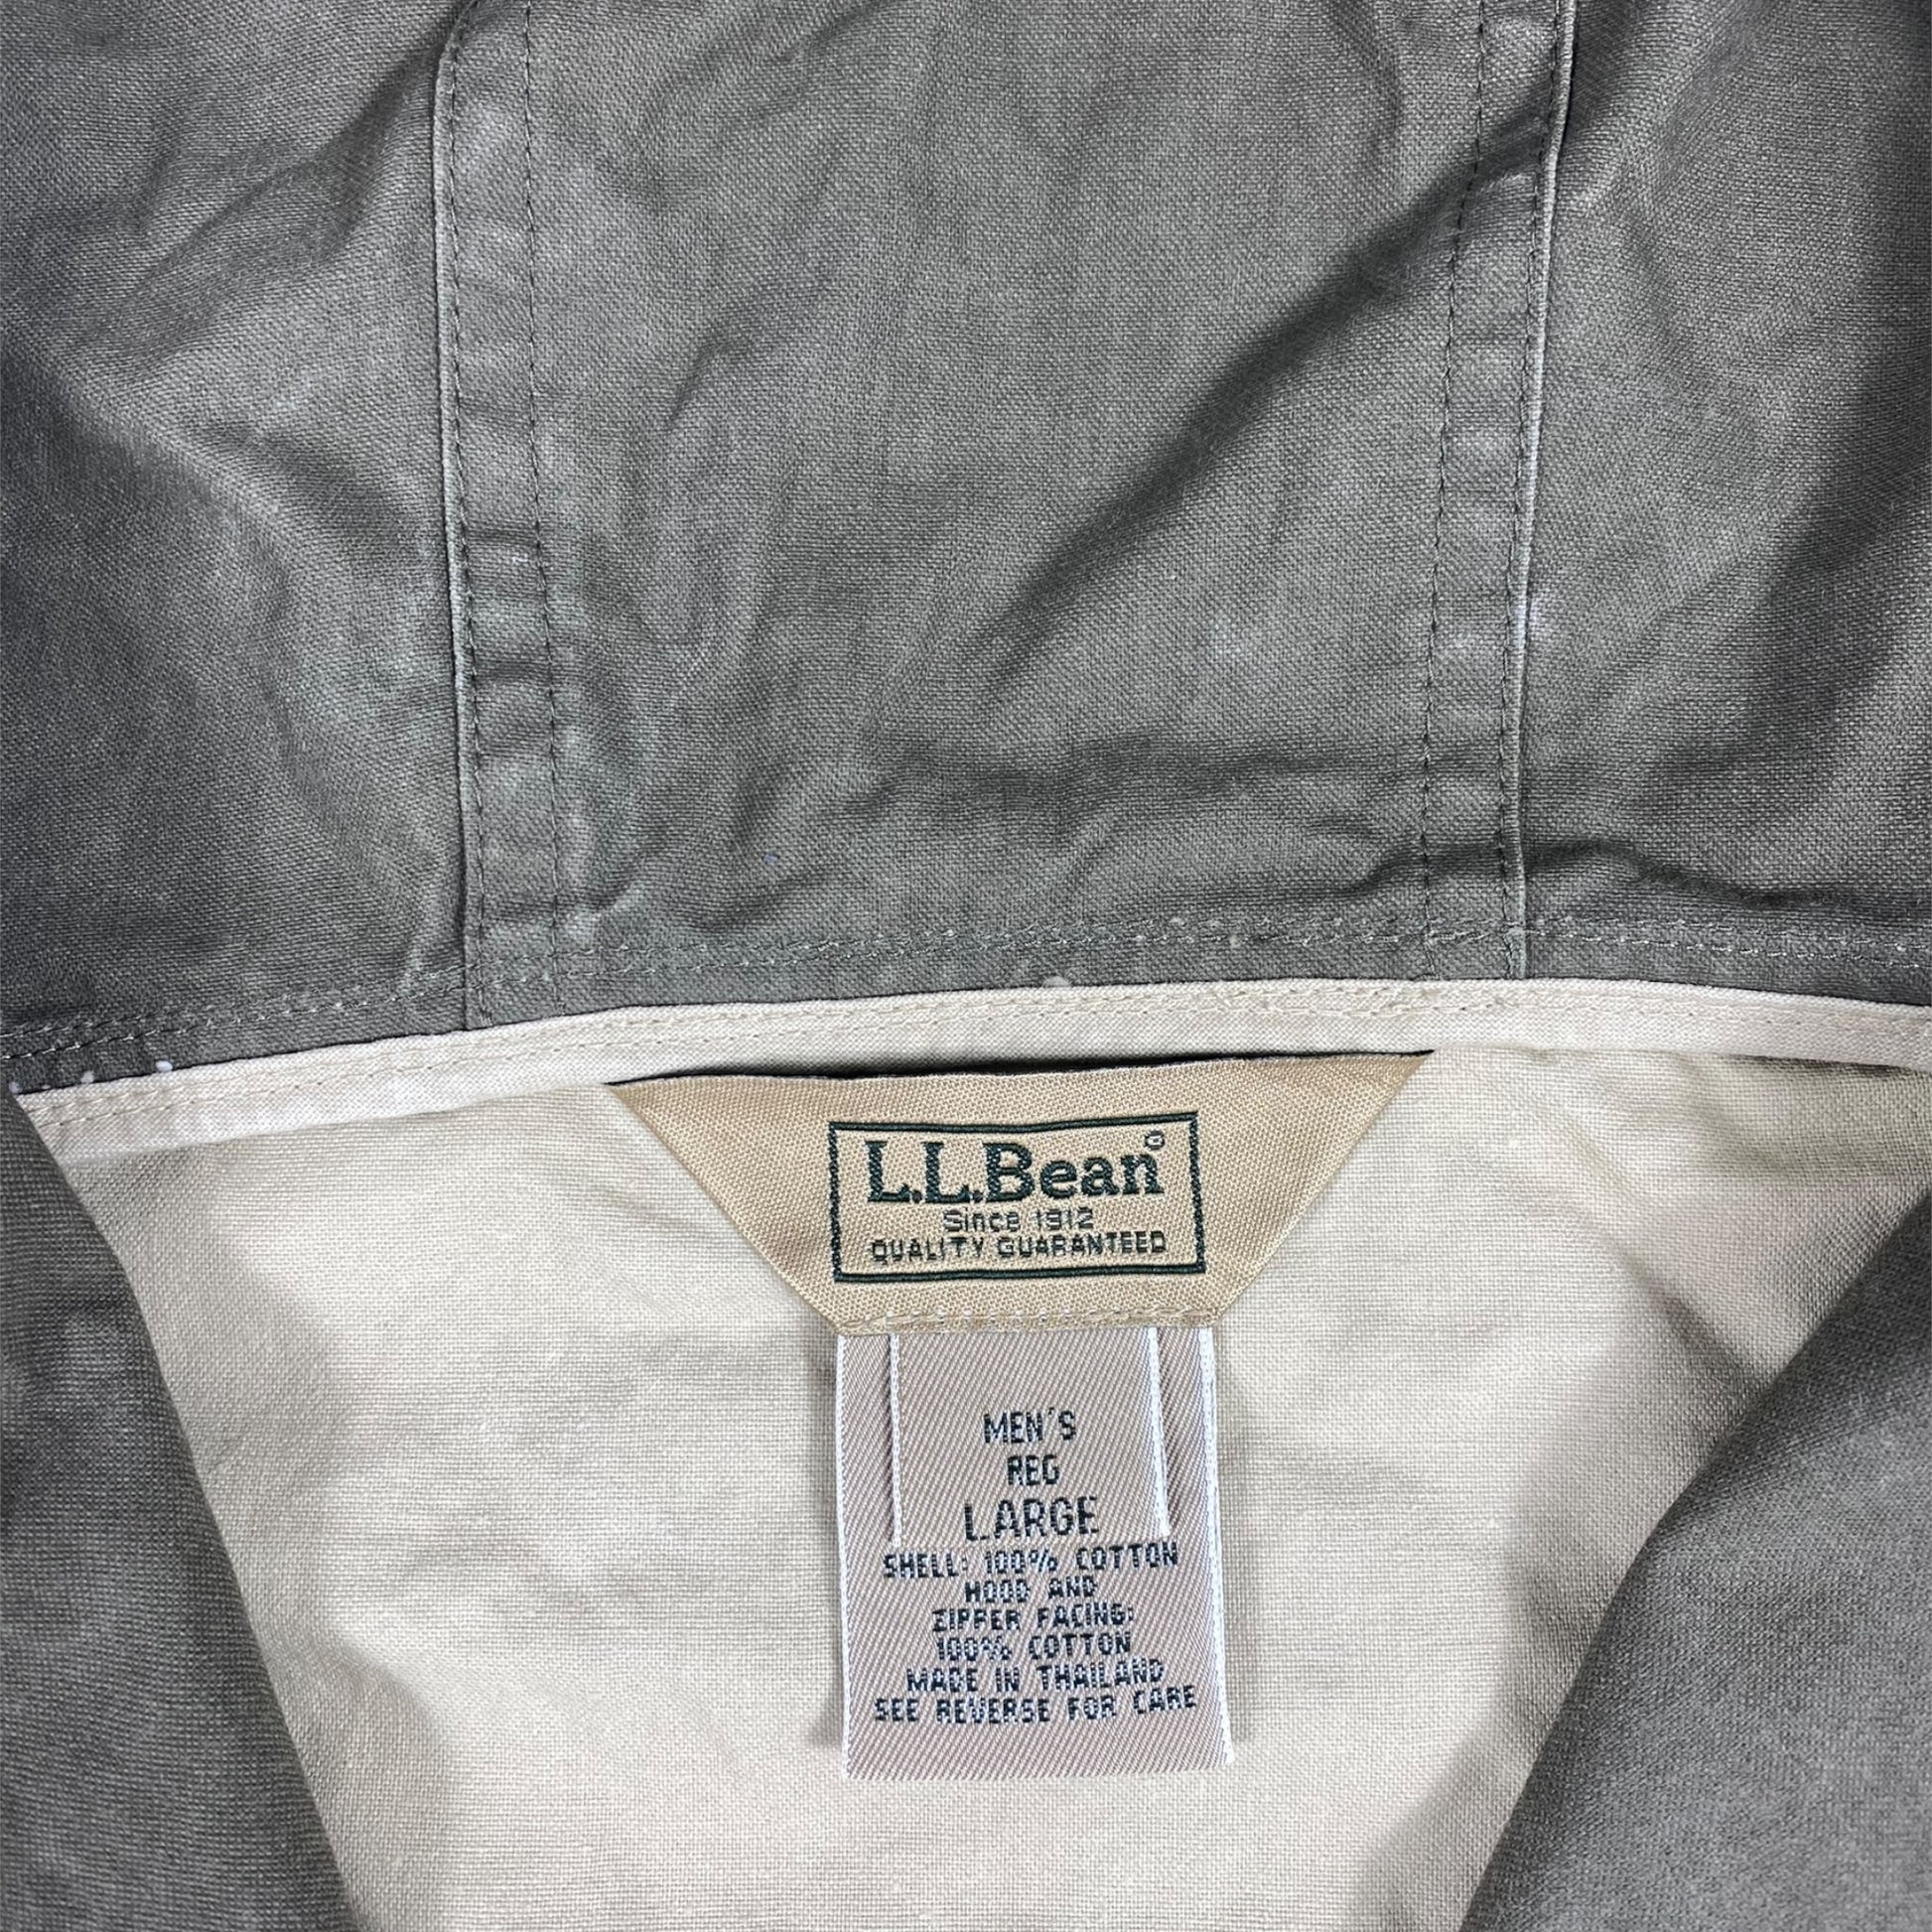 L.L.Bean®
Since 1912
QUALITY GUARANTEED
MEN'S
REG
LARGE
SHELL: 100% COTTON
HOOD AND
ZIPPER FACING:
100% COTTON
MADE IN THAILAND
SEE REVERSE FOR CARE